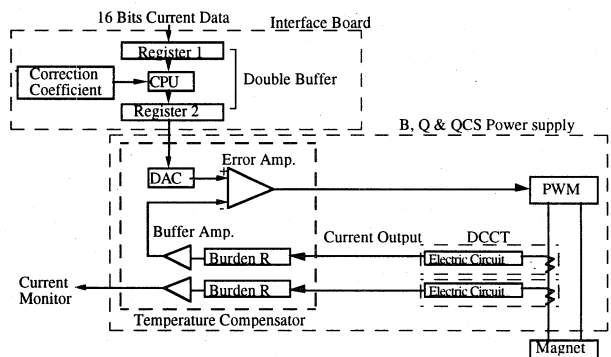 16 Bits Current Data
Interface Board
Register 1
Correction
Coefficient
CPU
Double Buffer
Register 2
B, Q & QCS Power supply
Error Amp.
DAC
+
-
PWM
Buffer Amp.
Current Output
DCCT
Burden R
Electric Circuit
Current
Monitor
Burden R
Electric Circuit
Temperature Compensator
Magnet